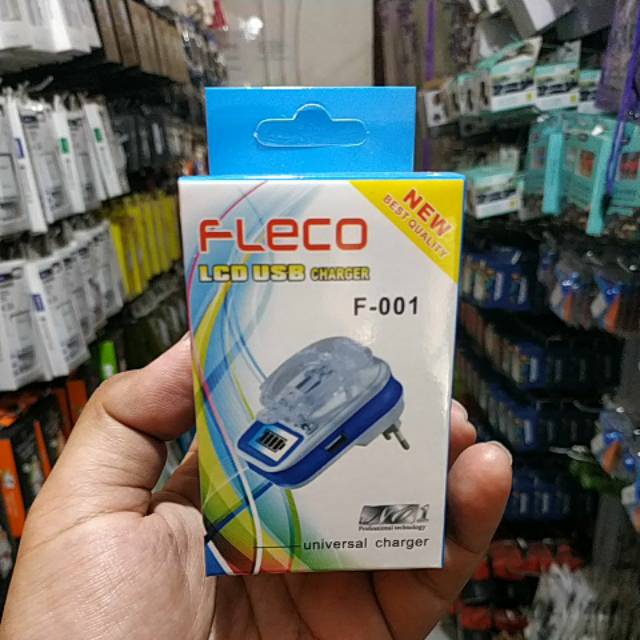 NEW
BEST QUALITY
FLeco
LCD USB CHARGER
F-001
Professional technology
universal charger